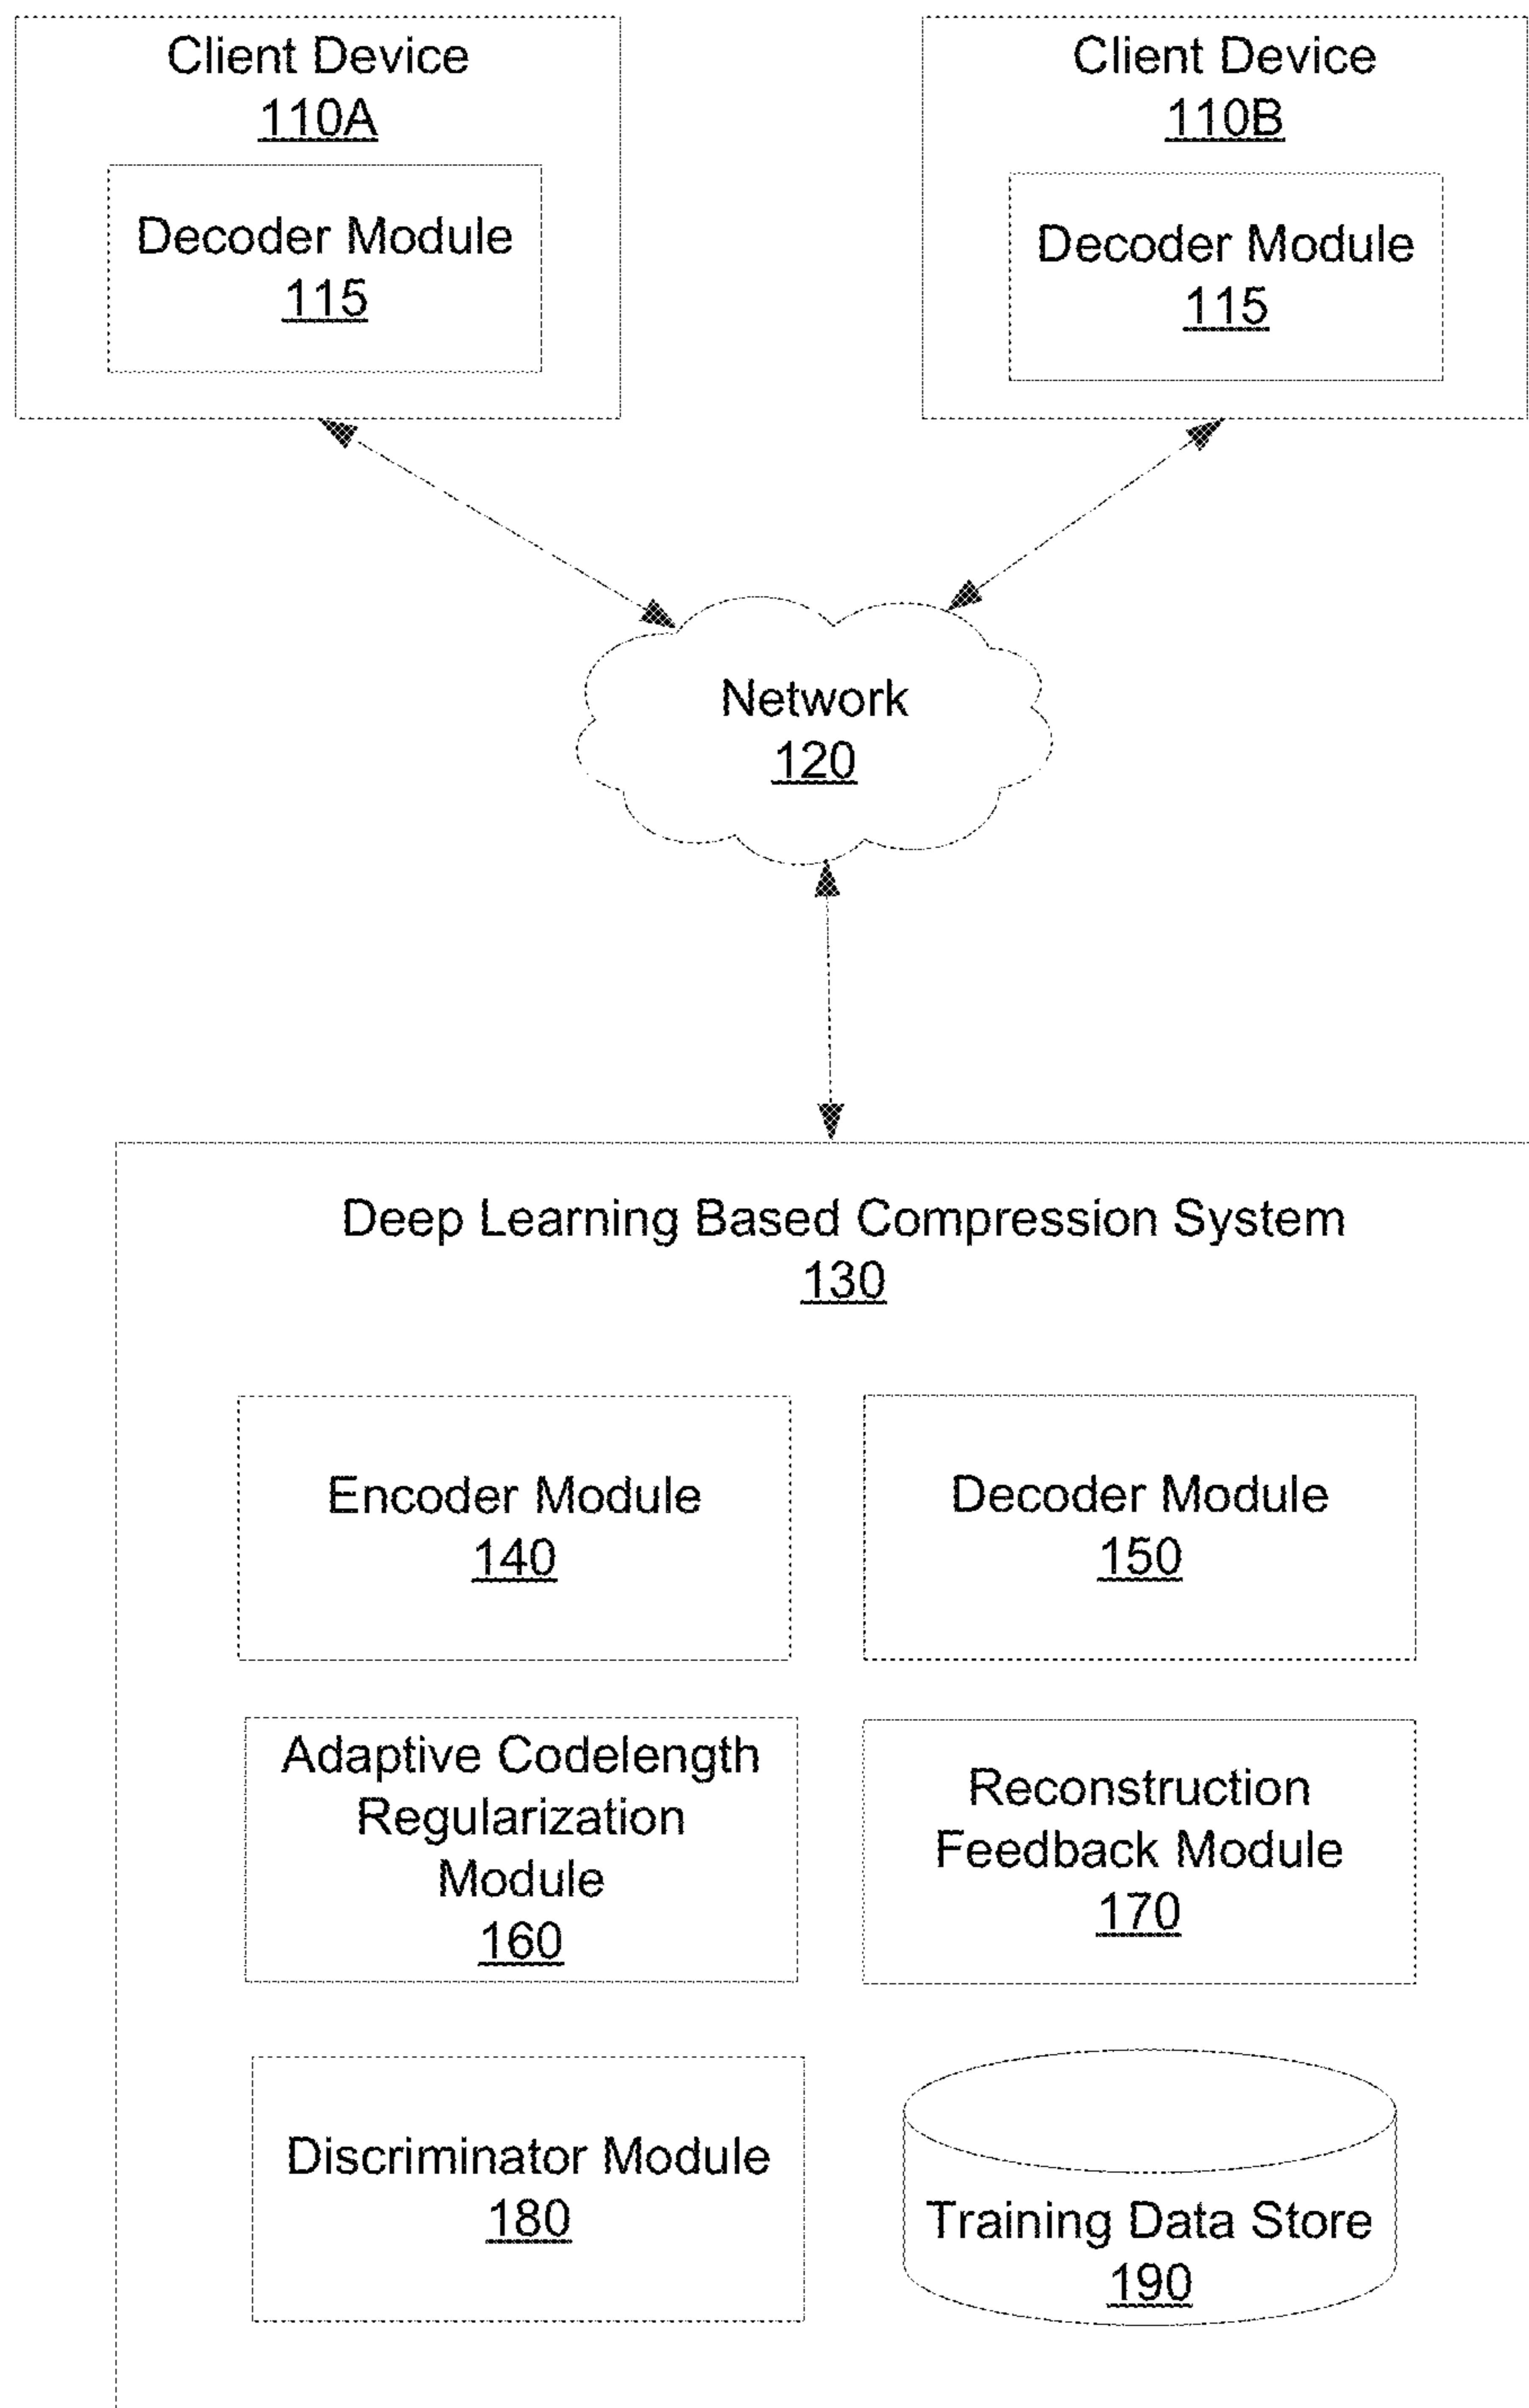 Client Device
110A
Decoder Module
115
Client Device
110B
Decoder Module
115
Network
120
Deep Learning Based Compression System
130
Encoder Module
140
Decoder Module
150
Adaptive Codelength
Regularization
Module
160
Reconstruction
Feedback Module
170
Discriminator Module
180
Training Data Store
190